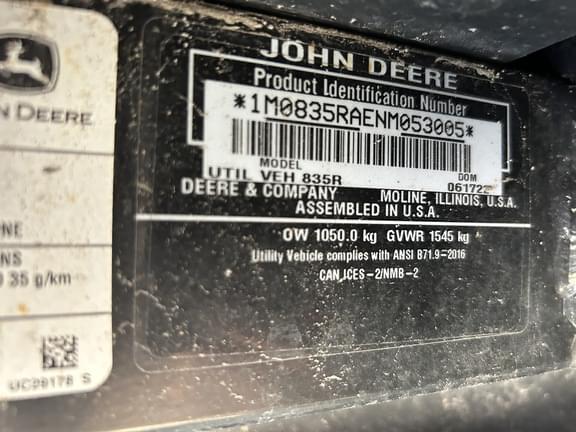 JOHN DEERE
Product Identification Number
*1M0835RAENM053005*
MODEL
DOM
UTIL VEH 835R
061722
DEERE & COMPANY
MOLINE, ILLINOIS, U.S.A.
ASSEMBLED IN U.S.A.
OW 1050.0 kg GVWR 1545 kg
Utility Vehicle complies with ANSI B71.9-2016
CAN ICES-2/NMB-2
N DEERE
NE
NS
35 g/km
UC99178 S